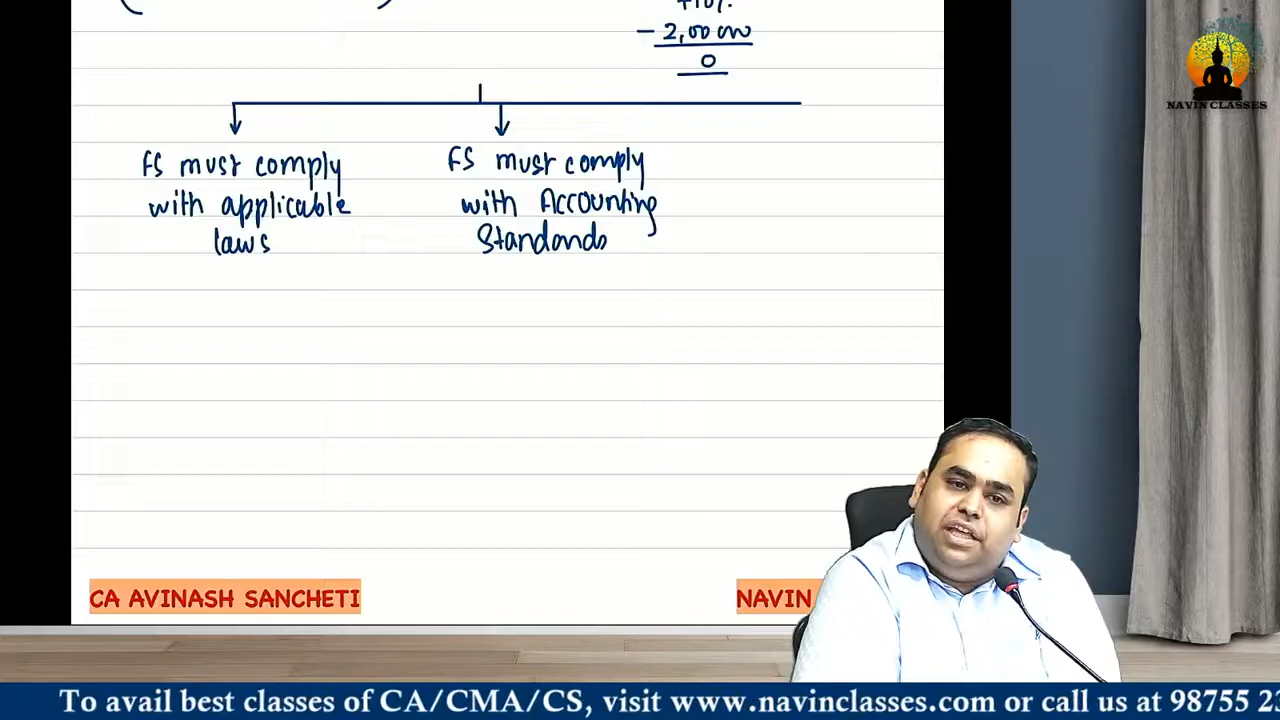 - 2,00,000
0
NAVIN CLASSES
FS must comply
with applicable
laws
FS must comply
with Accounting
Standards
CA AVINASH SANCHETI
NAVIN
To avail best classes of CA/CMA/CS, visit www.navinclasses.com or call us at 98755 2